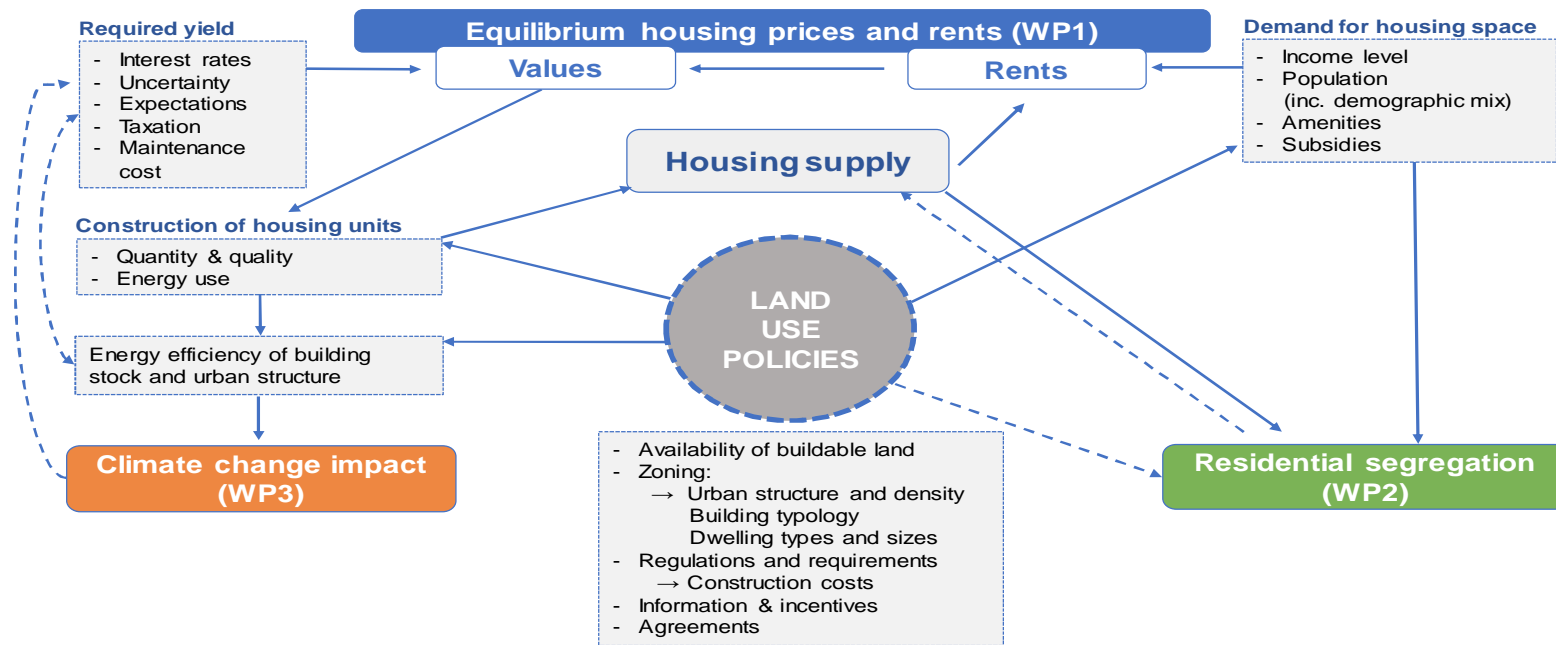 Required yield
- Interest rates
- Uncertainty
- Expectations
- Taxation
- Maintenance
cost
Equilibrium housing prices and rents (WP1)
Values
Rents
Demand for housing space
- Income level
- Population
(inc. demographic mix)
- Amenities
- Subsidies
Housing supply
Construction of housing units
- Quantity & quality
- Energy use
Energy efficiency of building
stock and urban structure
LAND
USE
POLICIES
Climate change impact
(WP3)
- Availability of buildable land
- Zoning:
→ Urban structure and density
Building typology
Dwelling types and sizes
- Regulations and requirements
→ Construction costs
- Information & incentives
- Agreements
Residential segregation
(WP2)